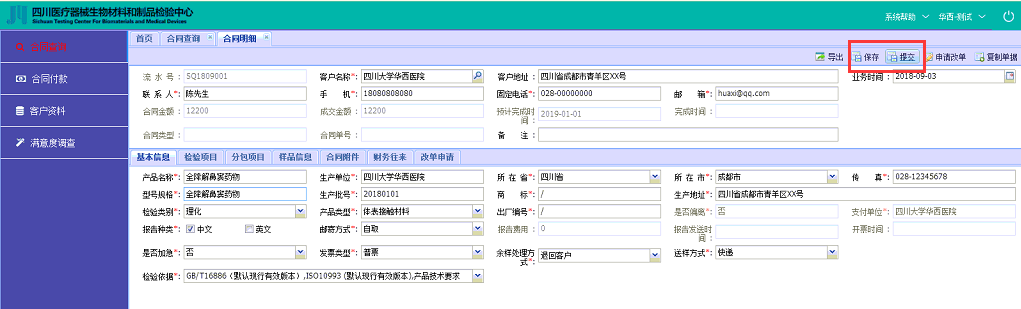 四川医疗器械生物材料和制品检验中心
Sichuan Testing Center For Biomaterials and Medical Devices
系统帮助 华西-测试
合同查询
合同付款
客户资料
满意度调查
首页 合同查询 合同明细
导出 保存 提交 申请改单 复制单据
流 水 号： SQ1809001 客户名称*： 四川大学华西医院 客户地址： 四川省成都市青羊区XX号 业务时间： 2018-09-03
联 系 人*： 陈先生 手 机*： 18080808080 固定电话*： 028-00000000 邮 箱*： huaxi@qq.com
合同金额： 12200 成交金额： 12200 预计完成时间： 2019-01-01 完成时间：
合同类型： 合同单号： 备 注：
基本信息 检验项目 分包项目 样品信息 合同附件 财务往来 改单申请
产品名称*： 全降解鼻窦药物 生产单位*： 四川大学华西医院 所 在 省*： 四川省 所 在 市*： 成都市 传 真*： 028-12345678
型号规格*： 全降解鼻窦药物 生产批号*： 20180101 商 标*： / 生产地址*： 四川省成都市青羊区XX号
检验类别*： 理化 产品类型*： 体表接触材料 出厂编号*： / 是否偏离*： 否 支付单位*： 四川大学华西医院
报告种类*： 中文 英文 邮寄方式*： 自取 报告费用： 0 报告发送时间： 开票时间：
是否加急*： 否 发票类型*： 普票 余样处理方式*： 退回客户 送样方式*： 快递
检验依据*： GB/T16886（默认现行有效版本）,ISO10993 (默认现行有效版本),产品技术要求